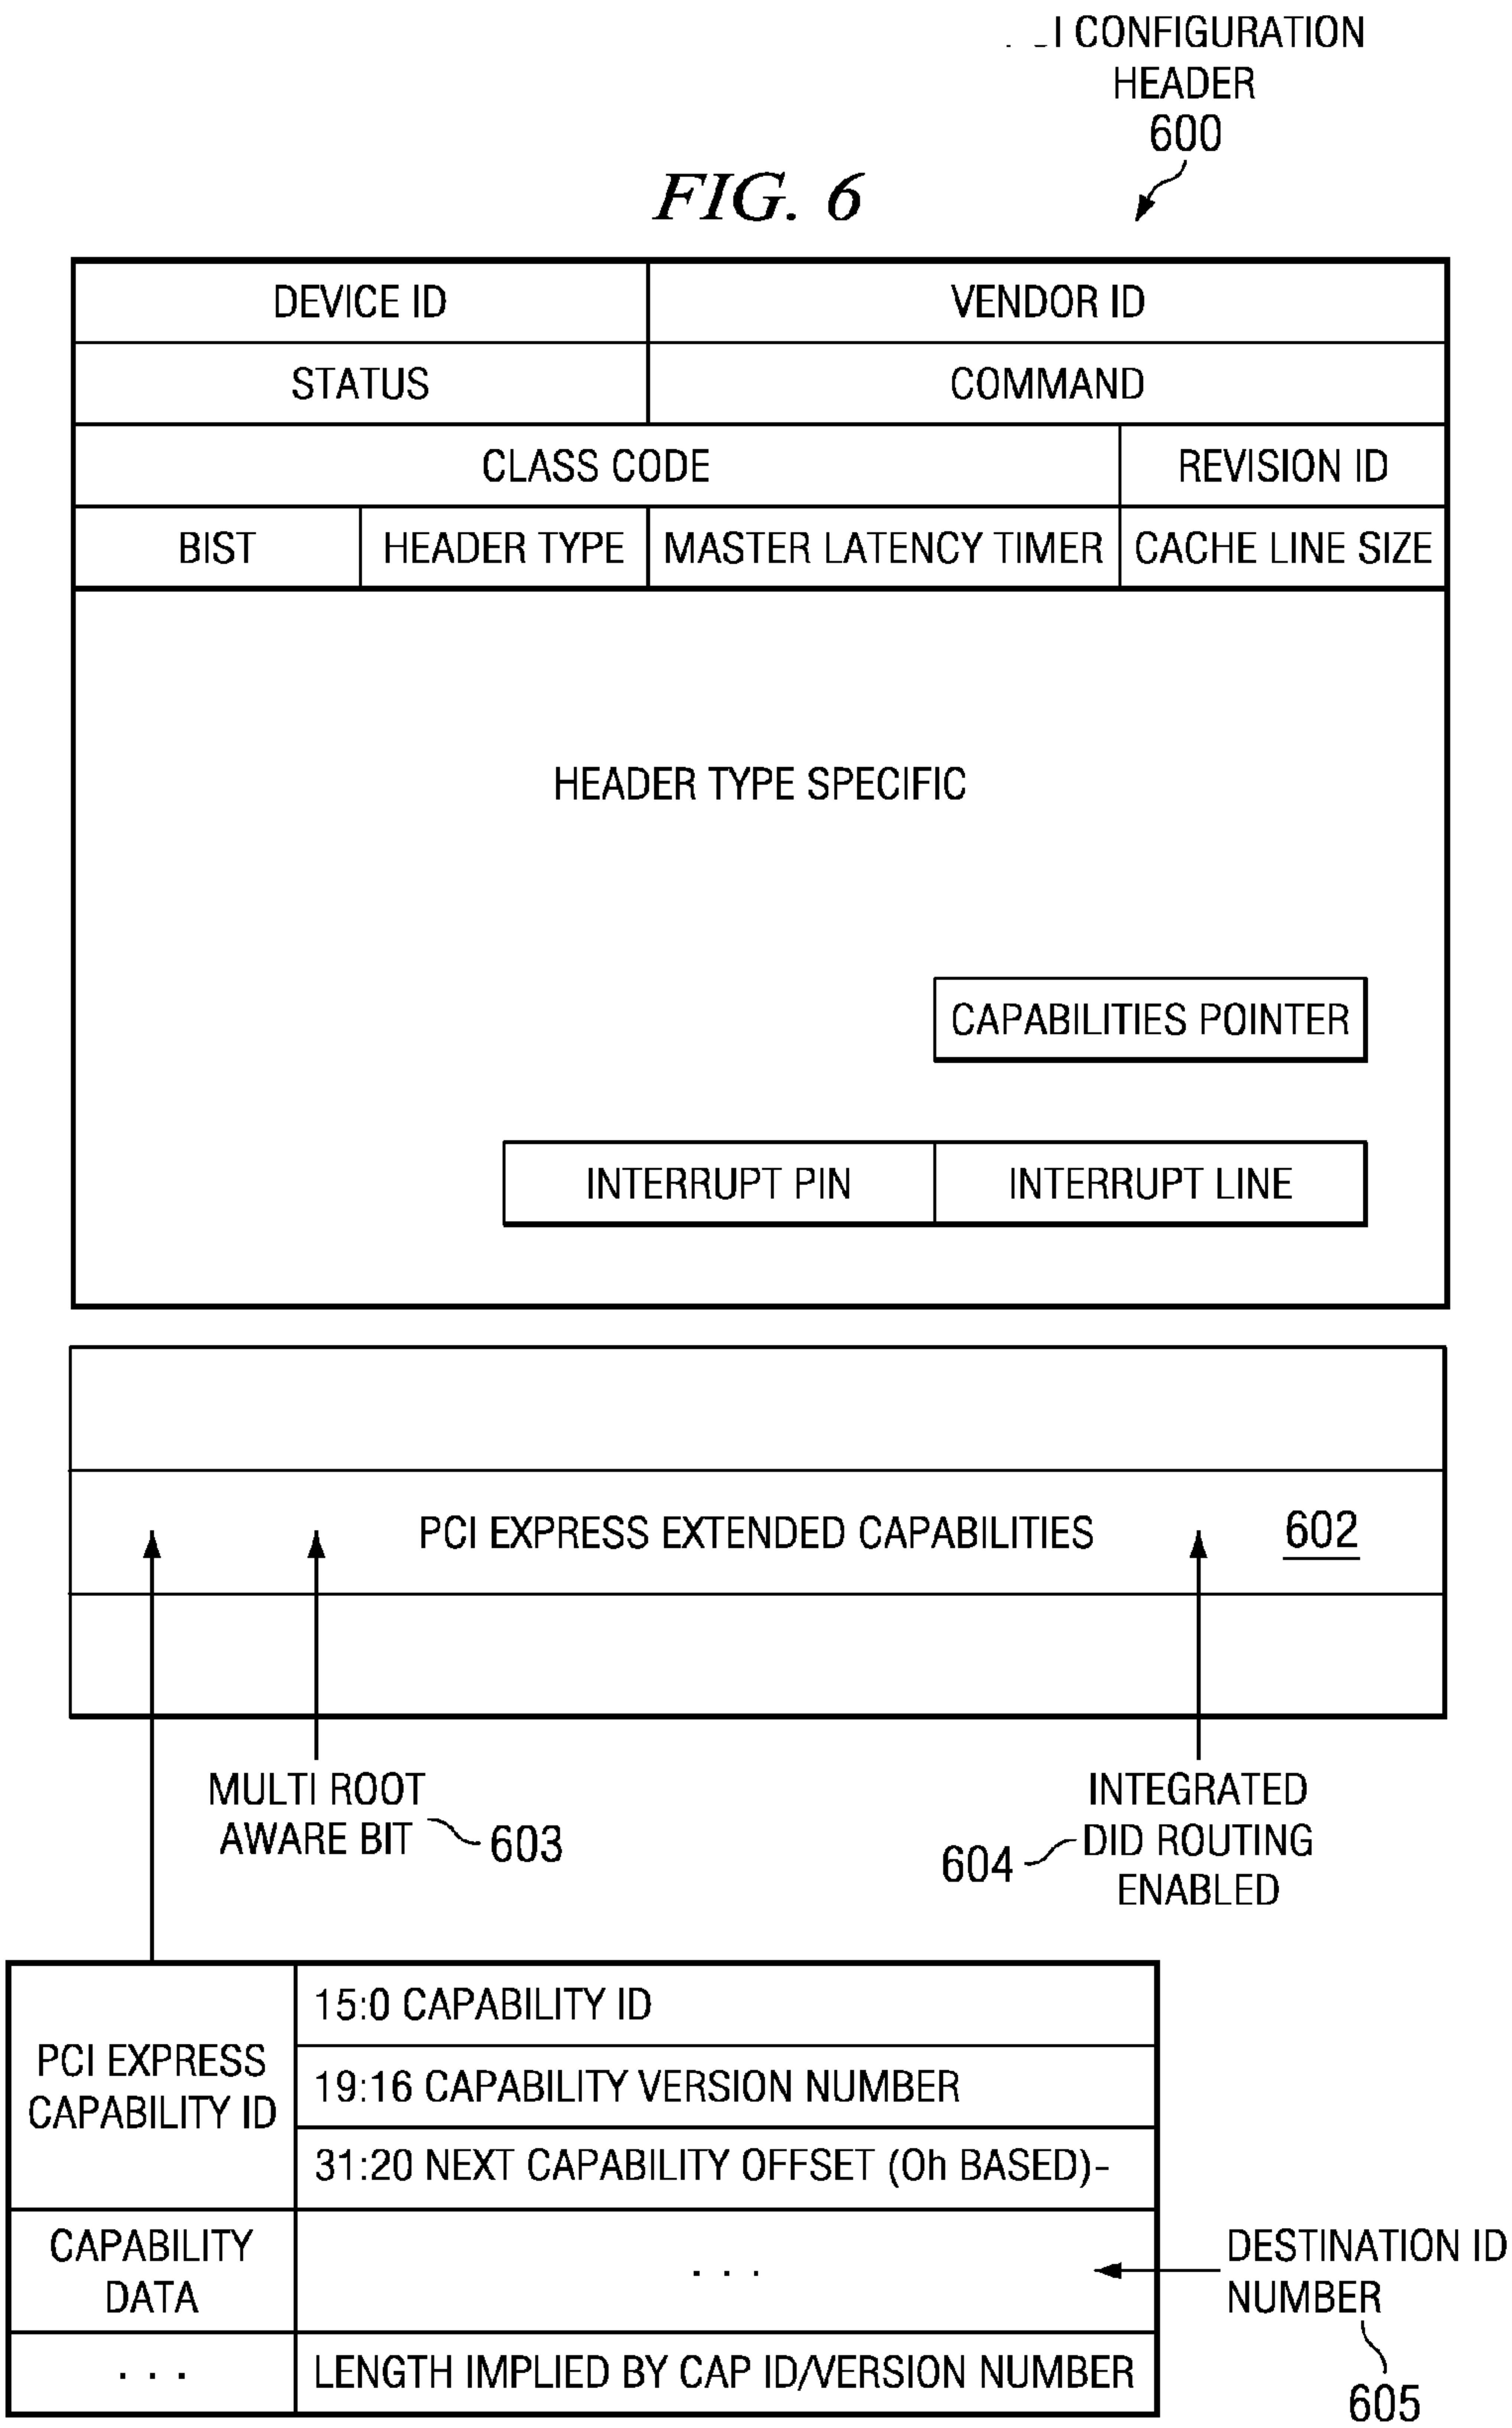 CONFIGURATION
HEADER
600
FIG. 6
DEVICE ID
VENDOR ID
STATUS
COMMAND
CLASS CODE
REVISION ID
BIST
HEADER TYPE
MASTER LATENCY TIMER
CACHE LINE SIZE
HEADER TYPE SPECIFIC
CAPABILITIES POINTER
INTERRUPT PIN
INTERRUPT LINE
PCI EXPRESS EXTENDED CAPABILITIES
602
MULTI ROOT
AWARE BIT
603
INTEGRATED
DID ROUTING
ENABLED
604
PCI EXPRESS
CAPABILITY ID
15:0 CAPABILITY ID
19:16 CAPABILITY VERSION NUMBER
31:20 NEXT CAPABILITY OFFSET (0h BASED)-
CAPABILITY
DATA
. . .
DESTINATION ID
NUMBER
605
. . .
LENGTH IMPLIED BY CAP ID/VERSION NUMBER